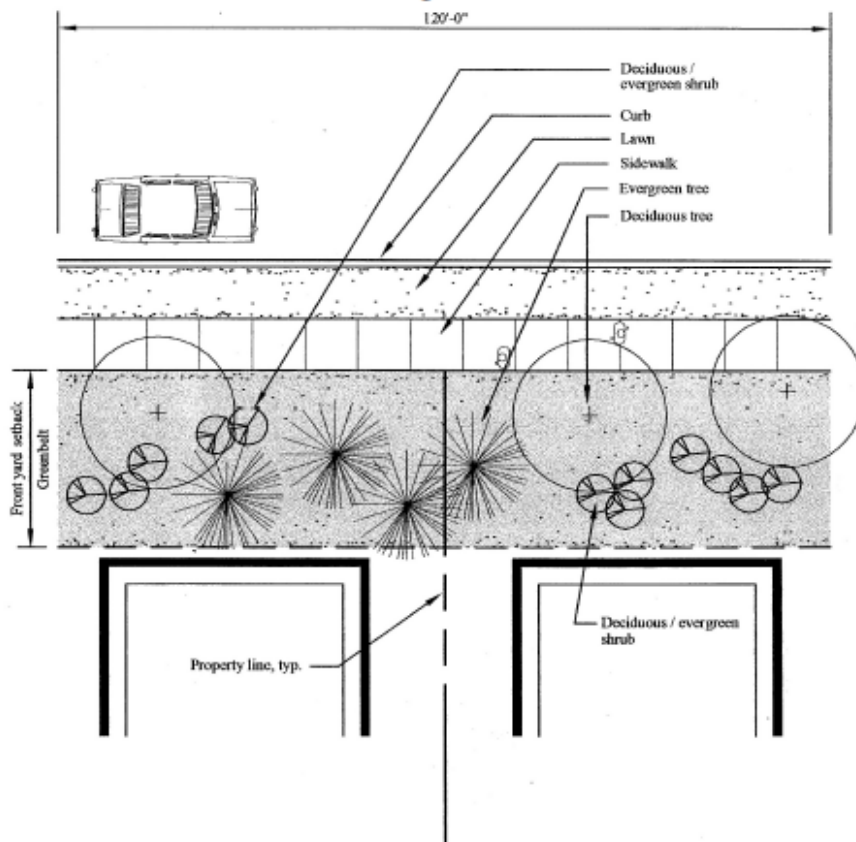 120'-0"
Deciduous /
evergreen shrub
Curb
Lawn
Sidewalk
Evergreen tree
Deciduous tree
Front yard setback
Greenbelt
Deciduous / evergreen
shrub
Property line, typ.